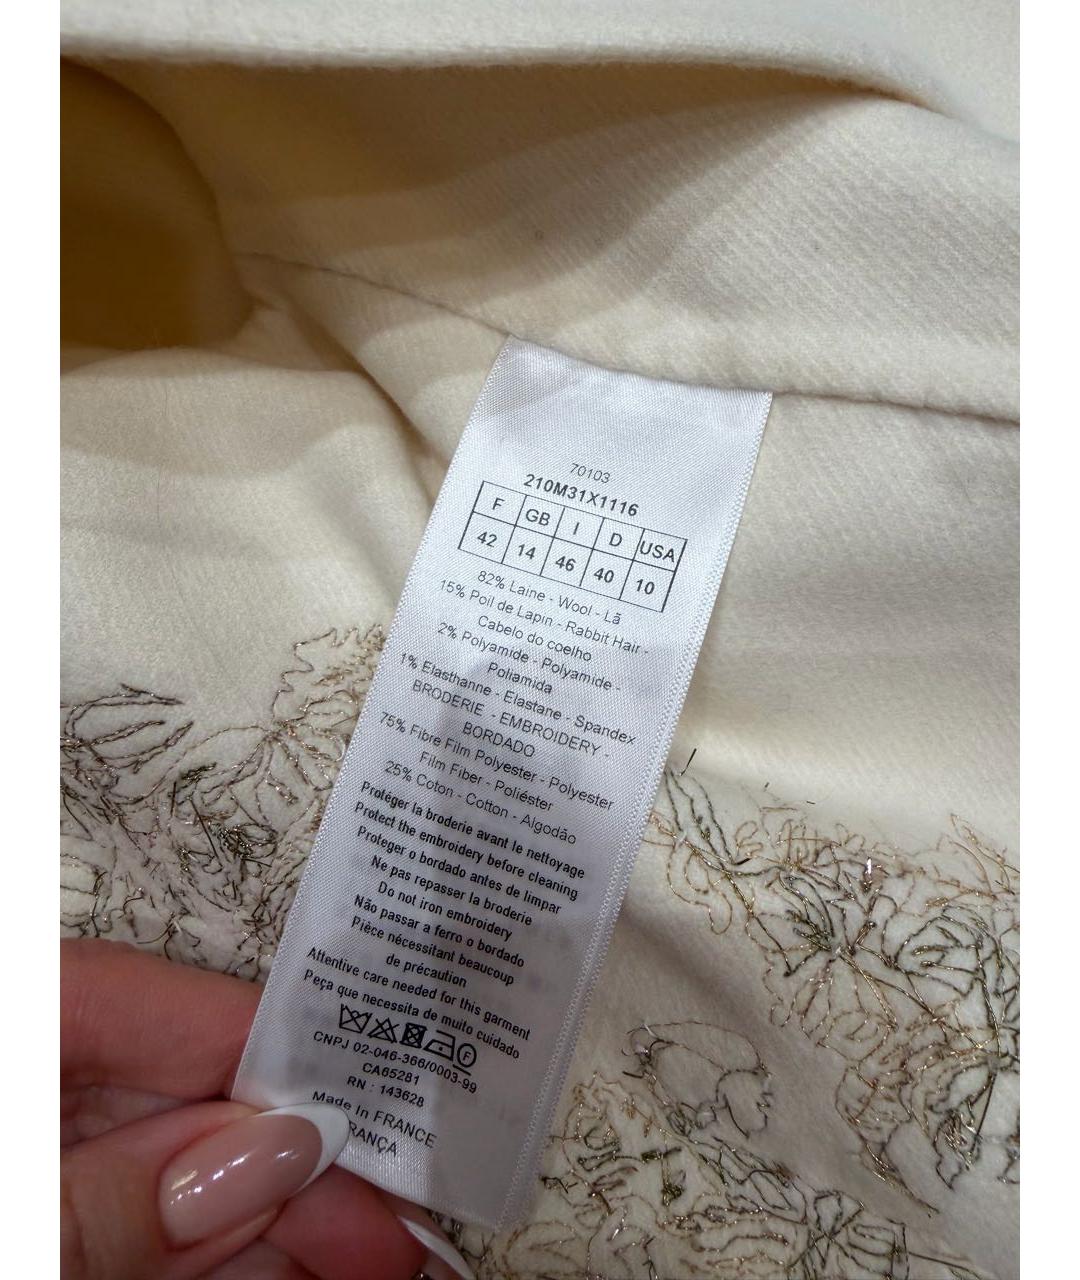 70103
210M31X1116
F GB I D USA
42 14 46 40 10
82% Laine - Wool - Lã
15% Poil de Lapin - Rabbit Hair -
Cabelo do coelho
2% Polyamide - Polyamide -
Poliamida
1% Elasthanne - Elastane - Spandex
BRODERIE - EMBROIDERY -
BORDADO
75% Fibre Film Polyester - Polyester
Film Fiber - Poliéster
25% Coton - Cotton - Algodão
Protéger la broderie avant le nettoyage
Protect the embroidery before cleaning
Proteger o bordado antes de limpar
Ne pas repasser la broderie
Do not iron embroidery
Não passar a ferro o bordado
Pièce nécessitant beaucoup
de précaution
Attentive care needed for this garment
Peça que necessita de muito cuidado
F
CNPJ 02-046-366/0003-99
CA65281
RN : 143628
Made In FRANCE
RANÇA